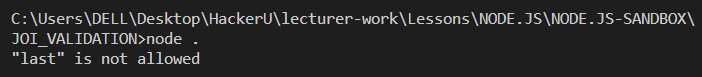 C:\Users\DELL\Desktop\HackerU\lecturer-work\Lessons\NODE.JS\NODE.JS-SANDBOX\
JOI_VALIDATION>node .
"last" is not allowed